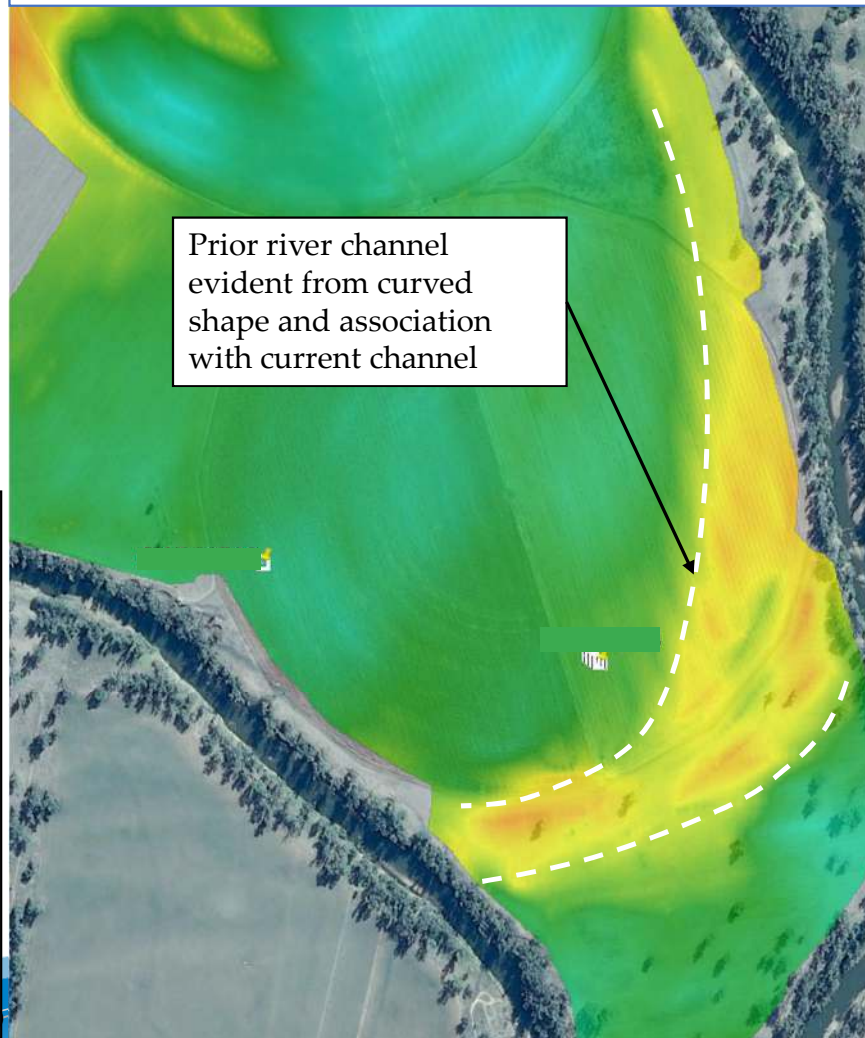 Prior river channel
evident from curved
shape and association
with current channel